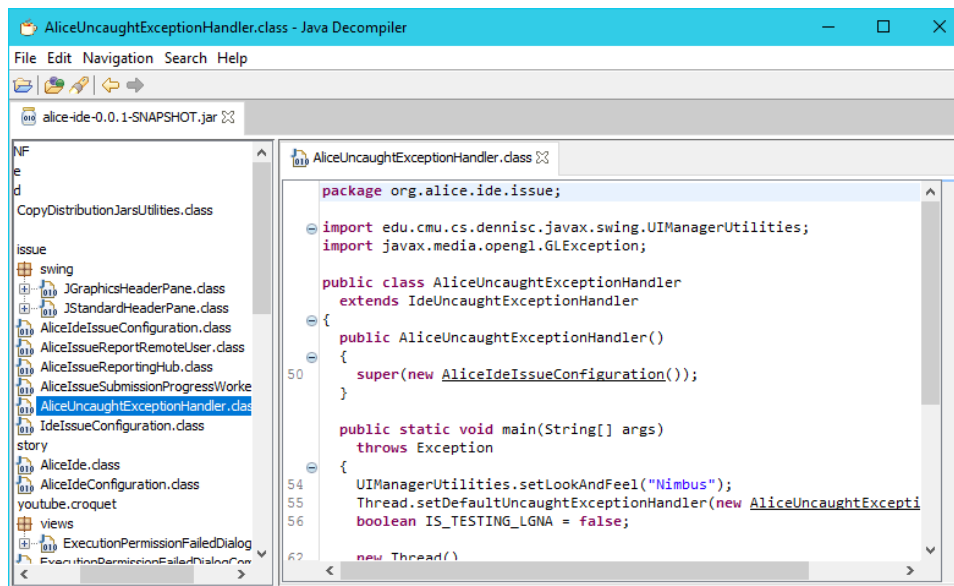 AliceUncaughtExceptionHandler.class - Java Decompiler
File Edit Navigation Search Help
alice-ide-0.0.1-SNAPSHOT.jar
NF
e
d
CopyDistributionJarsUtilities.class
issue
swing
JGraphicsHeaderPane.class
JStandardHeaderPane.class
AliceIdeIssueConfiguration.class
AliceIssueReportRemoteUser.class
AliceIssueReportingHub.class
AliceIssueSubmissionProgressWorke
AliceUncaughtExceptionHandler.clas
IdeIssueConfiguration.class
story
AliceIde.class
AliceIdeConfiguration.class
youtube.croquet
views
ExecutionPermissionFailedDialog
ExecutionPermissionFailedDialogCom
AliceUncaughtExceptionHandler.class
package org.alice.ide.issue;
import edu.cmu.cs.dennisc.javax.swing.UIManagerUtilities;
import javax.media.opengl.GLException;
public class AliceUncaughtExceptionHandler
extends IdeUncaughtExceptionHandler
{
public AliceUncaughtExceptionHandler()
{
50 super(new AliceIdeIssueConfiguration());
}
public static void main(String[] args)
throws Exception
{
54 UIManagerUtilities.setLookAndFeel("Nimbus");
55 Thread.setDefaultUncaughtExceptionHandler(new AliceUncaughtExcepti
56 boolean IS_TESTING_LGNA = false;
62 new Thread()